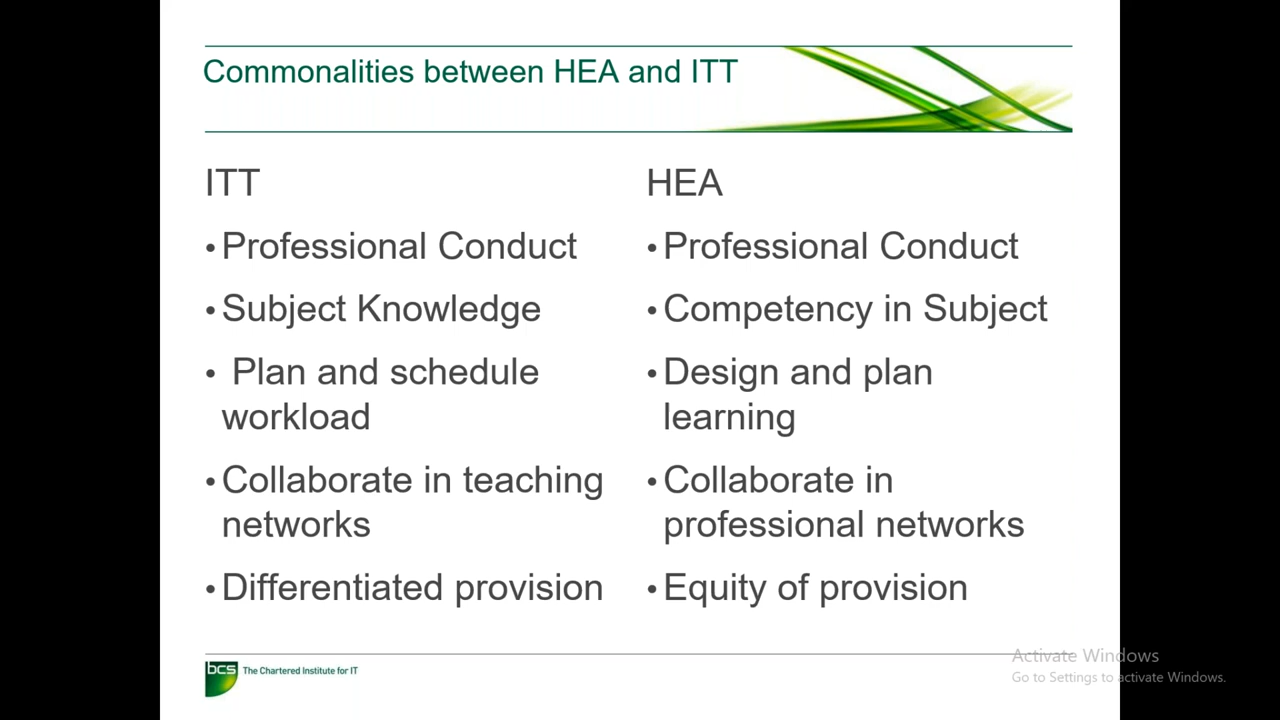 Commonalities between HEA and ITT
ITT
• Professional Conduct
• Subject Knowledge
• Plan and schedule
workload
• Collaborate in teaching
networks
• Differentiated provision
HEA
• Professional Conduct
• Competency in Subject
• Design and plan
learning
• Collaborate in
professional networks
• Equity of provision
bcs The Chartered Institute for IT
Activate Windows
Go to Settings to activate Windows.